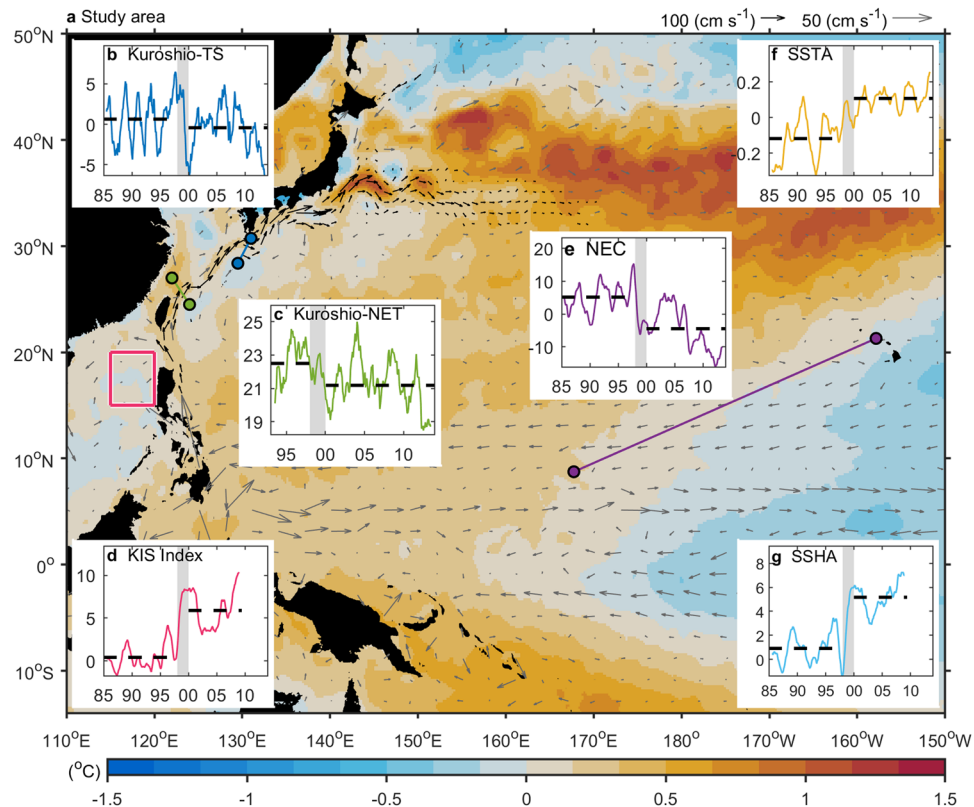 a Study area
100 (cm s⁻¹)
50 (cm s⁻¹)
50°N
40°N
30°N
20°N
10°N
0°
10°S
b Kuroshio-TS
5
0
-5
85 90 95 00 05 10
f SSTA
0.2
0
-0.2
85 90 95 00 05 10
e NEC
20
10
0
-10
85 90 95 00 05 10
c Kuroshio-NET
25
23
21
19
95 00 05 10
d KIS Index
10
5
0
85 90 95 00 05 10
g SSHA
8
6
4
2
0
85 90 95 00 05 10
110°E 120°E 130°E 140°E 150°E 160°E 170°E 180° 170°W 160°W 150°W
(°C)
-1.5 -1 -0.5 0 0.5 1 1.5